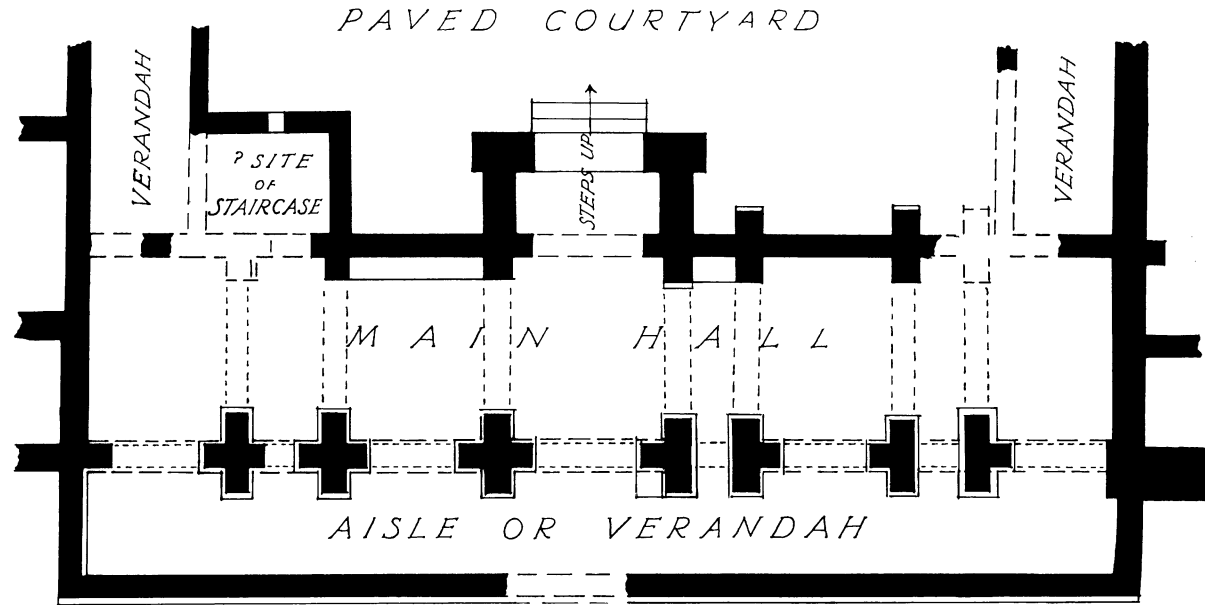 PAVED COURTYARD
VERANDAH
? SITE
OF
STAIRCASE
STEPS UP
VERANDAH
MAIN HALL
AISLE OR VERANDAH